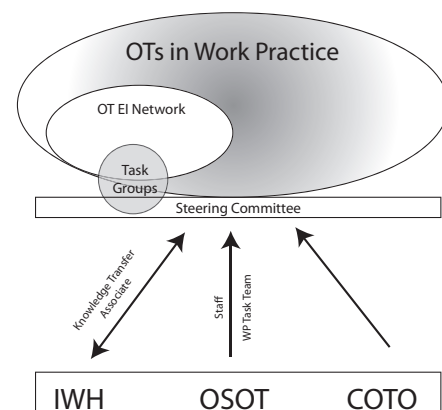 OTs in Work Practice
OT EI Network
Task
Groups
Steering Committee
Knowledge Transfer
Associate
Staff
WP Task Team
IWH OSOT COTO